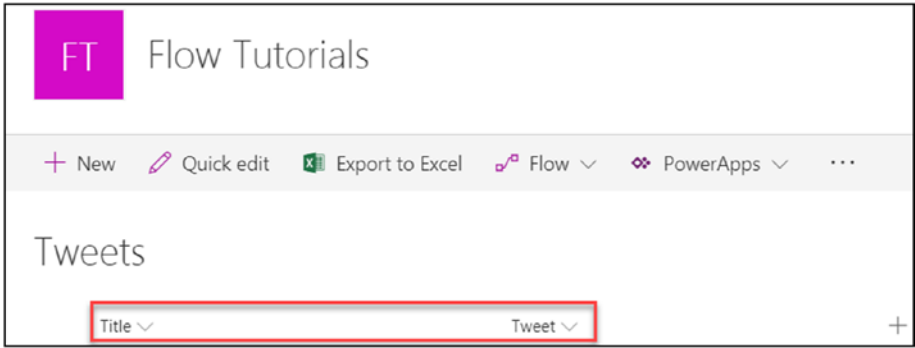 FT Flow Tutorials
New Quick edit Export to Excel Flow PowerApps ...
Tweets
Title Tweet